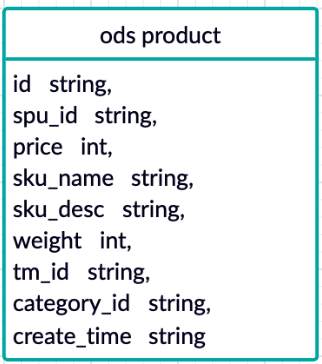 ods product
id string,
spu_id string,
price int,
sku_name string,
sku_desc string,
weight int,
tm_id string,
category_id string,
create_time string